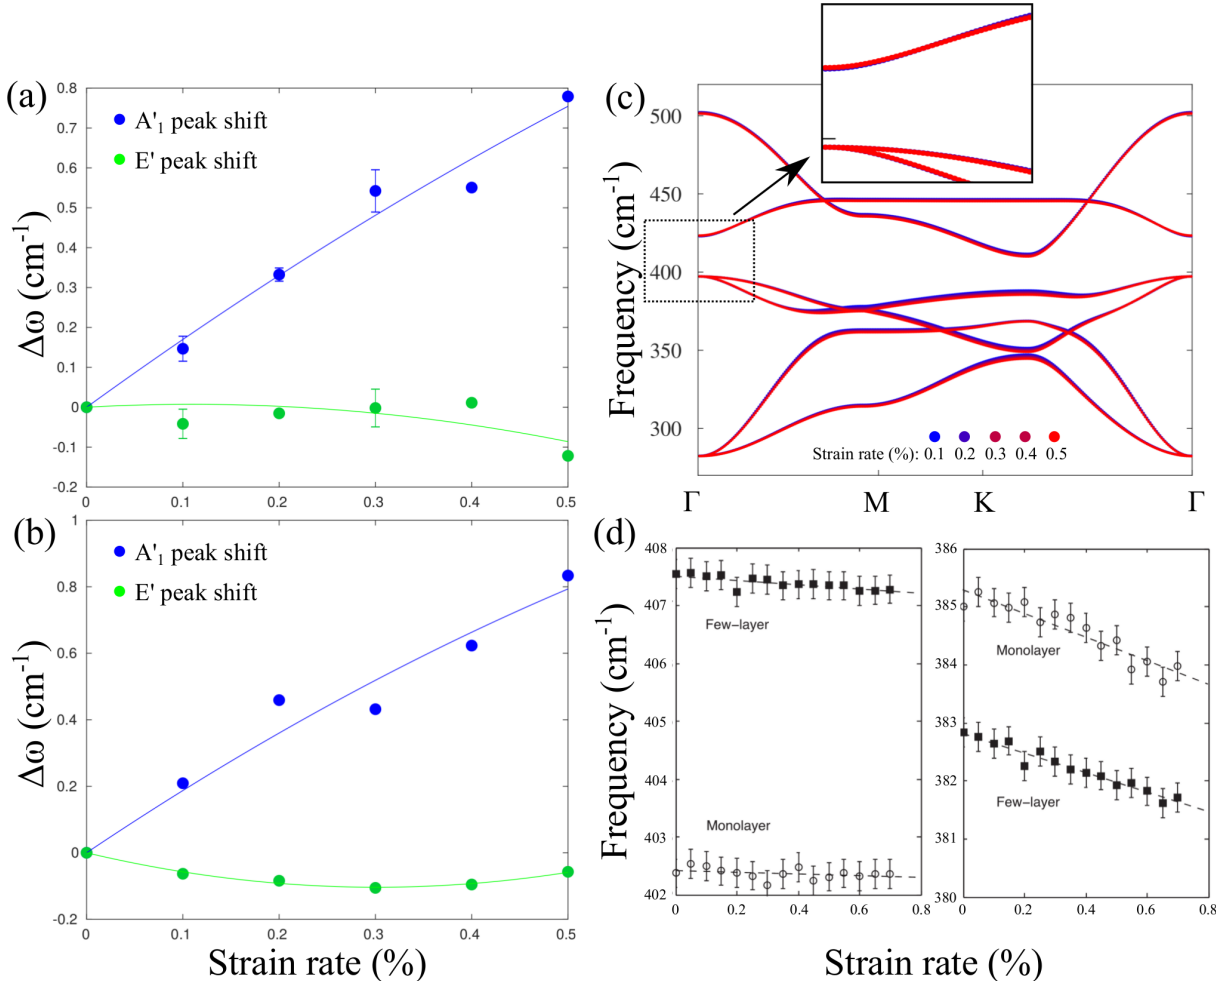 (a)
A'₁ peak shift
E' peak shift
Δω (cm⁻¹)
0.8
0.7
0.6
0.5
0.4
0.3
0.2
0.1
0
-0.1
-0.2
0 0.1 0.2 0.3 0.4 0.5
(b)
A'₁ peak shift
E' peak shift
Δω (cm⁻¹)
1
0.8
0.6
0.4
0.2
0
-0.2
0 0.1 0.2 0.3 0.4 0.5
Strain rate (%)
(c)
Frequency (cm⁻¹)
500
450
400
350
300
Strain rate (%): 0.1 0.2 0.3 0.4 0.5
Γ M K Γ
(d)
Frequency (cm⁻¹)
408
407
406
405
404
403
402
Few-layer
Monolayer
0 0.2 0.4 0.6 0.8
386
385
384
383
382
381
380
Monolayer
Few-layer
0 0.2 0.4 0.6 0.8
Strain rate (%)